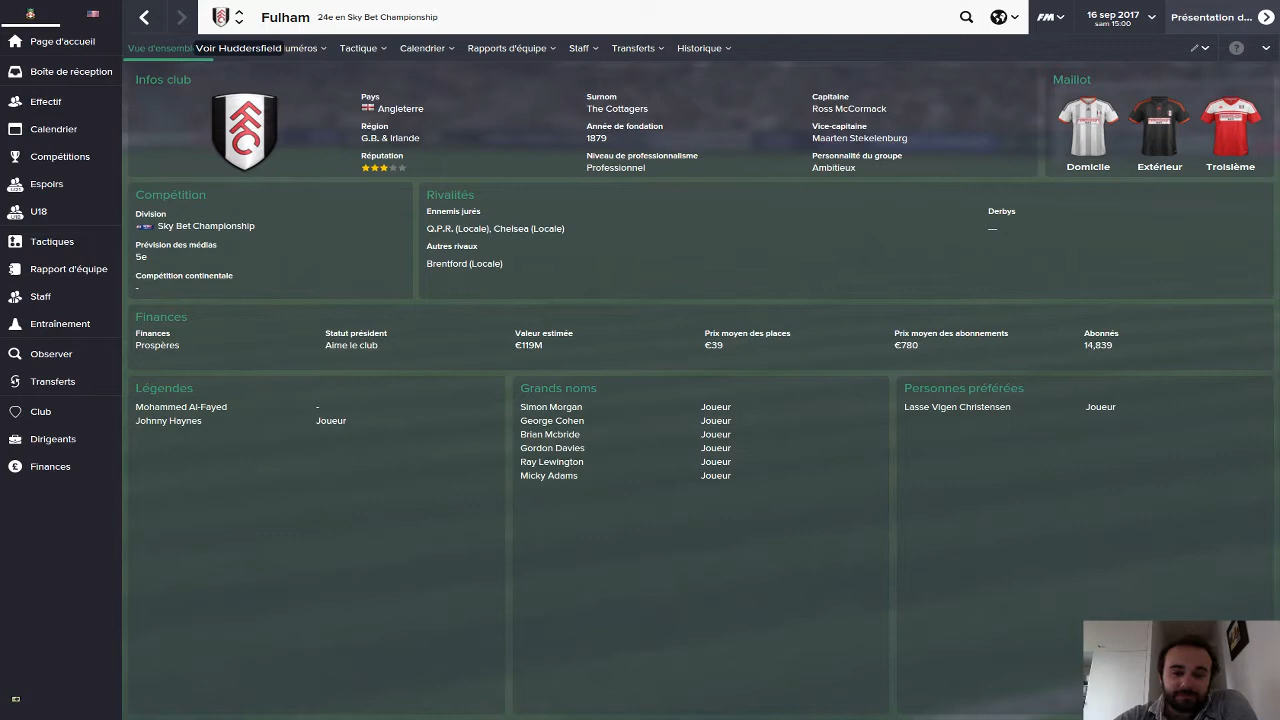 Fulham
24e en Sky Bet Championship
16 sep 2017
sam 15:00
Présentation d...
Vue d'ensembl
Voir Huddersfield
uméros
Tactique
Calendrier
Rapports d'équipe
Staff
Transferts
Historique
Page d'accueil
Boîte de réception
Effectif
Calendrier
Compétitions
Espoirs
U18
Tactiques
Rapport d'équipe
Staff
Entraînement
Observer
Transferts
Club
Dirigeants
Finances
Infos club
Pays
Angleterre
Région
G.B. & Irlande
Réputation
Surnom
The Cottagers
Année de fondation
1879
Niveau de professionnalisme
Professionnel
Capitaine
Ross McCormack
Vice-capitaine
Maarten Stekelenburg
Personnalité du groupe
Ambitieux
Maillot
Domicile
Extérieur
Troisième
Compétition
Division
Sky Bet Championship
Prévision des médias
5e
Compétition continentale
-
Rivalités
Ennemis jurés
Q.P.R. (Locale), Chelsea (Locale)
Autres rivaux
Brentford (Locale)
Derbys
---
Finances
Finances
Prospères
Statut président
Aime le club
Valeur estimée
€119M
Prix moyen des places
€39
Prix moyen des abonnements
€780
Abonnés
14,839
Légendes
Mohammed Al-Fayed -
Johnny Haynes Joueur
Grands noms
Simon Morgan Joueur
George Cohen Joueur
Brian Mcbride Joueur
Gordon Davies Joueur
Ray Lewington Joueur
Micky Adams Joueur
Personnes préférées
Lasse Vigen Christensen Joueur